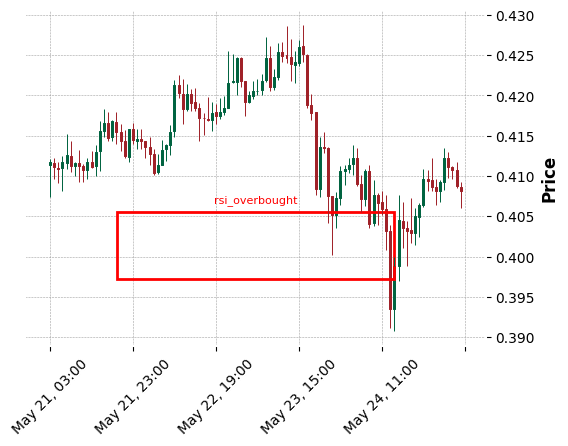 0.430
0.425
0.420
0.415
0.410
0.405
0.400
0.395
0.390
Price
rsi_overbought
May 21, 03:00
May 21, 23:00
May 22, 19:00
May 23, 15:00
May 24, 11:00